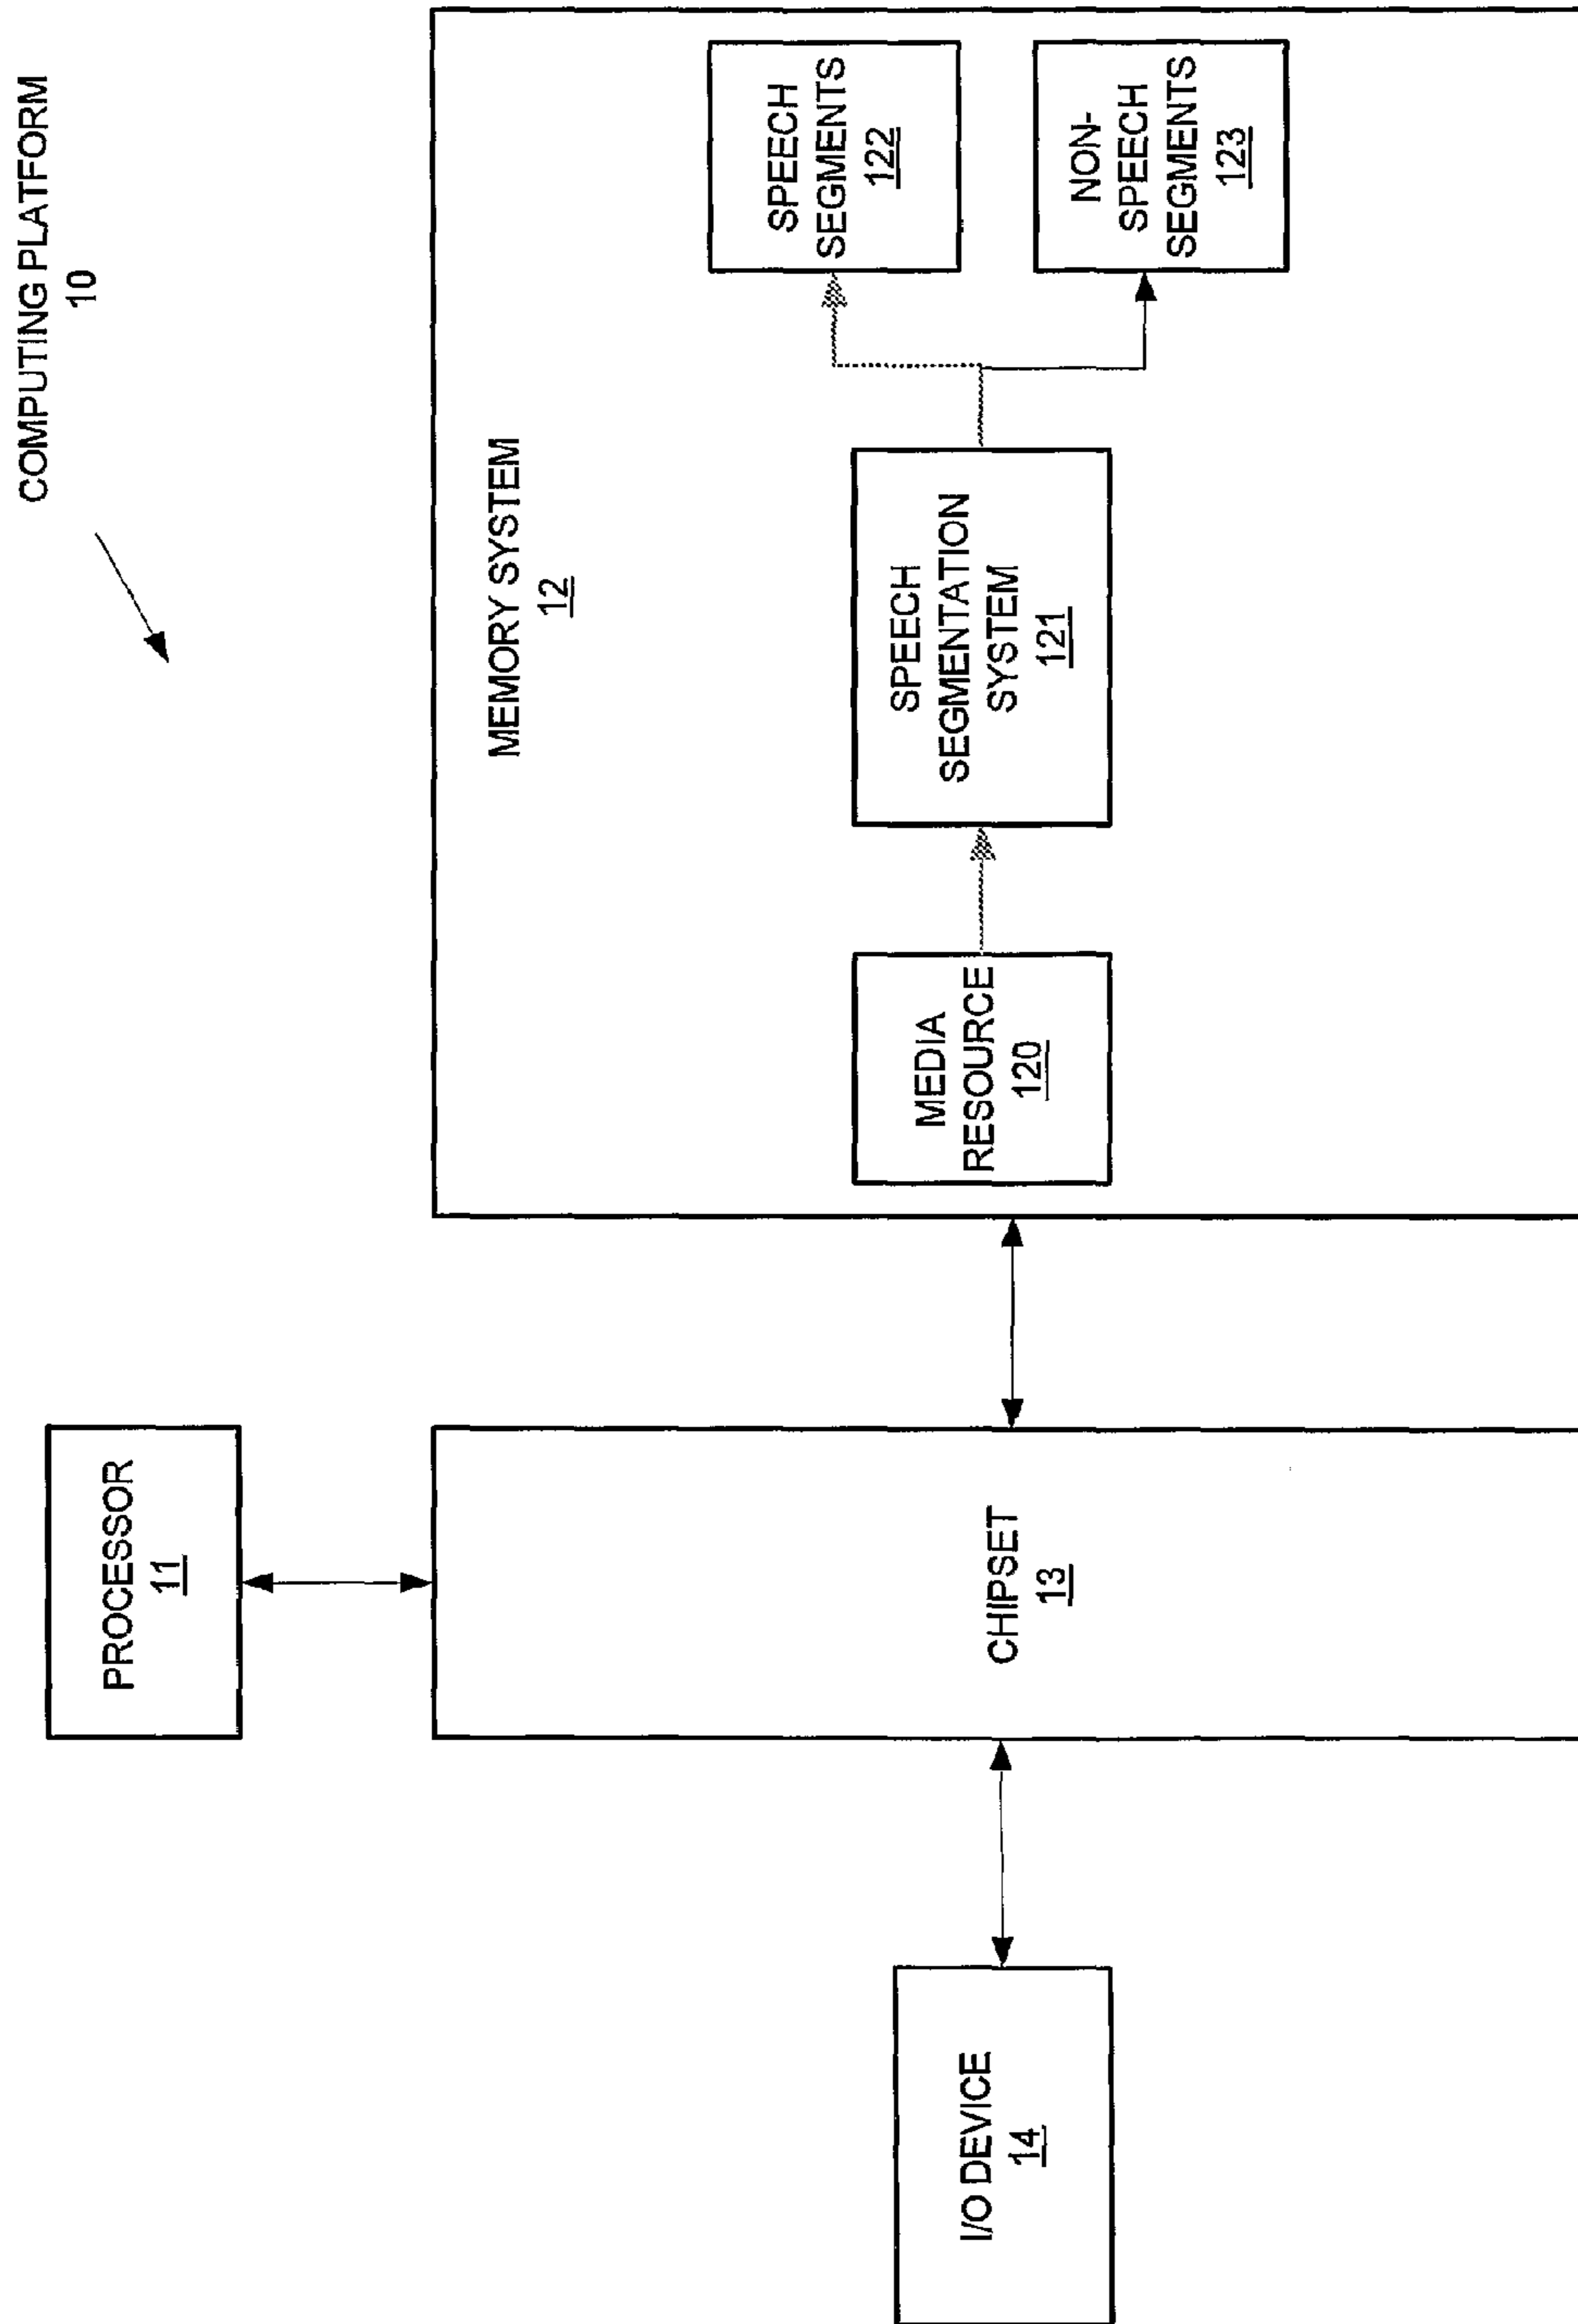 COMPUTING PLATFORM
10
PROCESSOR
11
MEMORY SYSTEM
12
SPEECH
SEGMENTS
122
I/O DEVICE
14
CHIPSET
13
MEDIA
RESOURCE
120
SPEECH
SEGMENTATION
SYSTEM
121
NON-
SPEECH
SEGMENTS
123